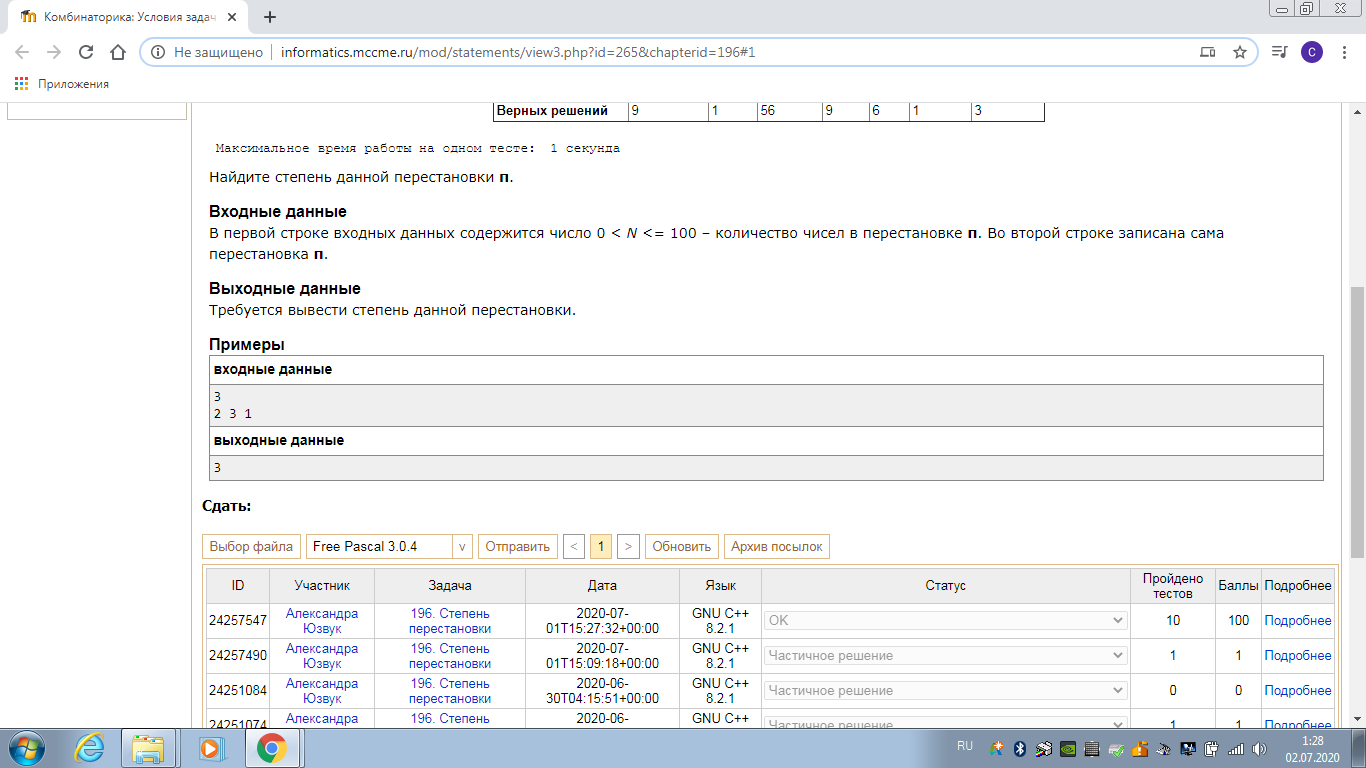 Комбинаторика: Условия задач
Не защищено
informatics.mccme.ru/mod/statements/view3.php?id=265&chapterid=196#1
C
Приложения
Верных решений 9 1 56 9 6 1 3
Максимальное время работы на одном тесте: 1 секунда
Найдите степень данной перестановки п.
Входные данные
В первой строке входных данных содержится число 0 < N <= 100 – количество чисел в перестановке п. Во второй строке записана сама
перестановка п.
Выходные данные
Требуется вывести степень данной перестановки.
Примеры
входные данные
3
2 3 1
выходные данные
3
Сдать:
Выбор файла Free Pascal 3.0.4 v Отправить < 1 > Обновить Архив посылок
ID Участник Задача Дата Язык Статус Пройдено тестов Баллы Подробнее
24257547 Александра Юзвук 196. Степень перестановки 2020-07-01T15:27:32+00:00 GNU C++ 8.2.1 OK 10 100 Подробнее
24257490 Александра Юзвук 196. Степень перестановки 2020-07-01T15:09:18+00:00 GNU C++ 8.2.1 Частичное решение 1 1 Подробнее
24251084 Александра Юзвук 196. Степень перестановки 2020-06-30T04:15:51+00:00 GNU C++ 8.2.1 Частичное решение 0 0 Подробнее
24251074 Александра 196. Степень 2020-06- GNU C++ Частичное решение 1 1 Подробнее
RU
1:28
02.07.2020